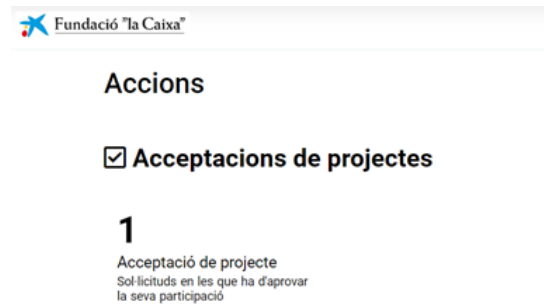 Fundació "la Caixa"
Accions
Acceptacions de projectes
1
Acceptació de projecte
Sol·licituds en les que ha d'aprovar
la seva participació